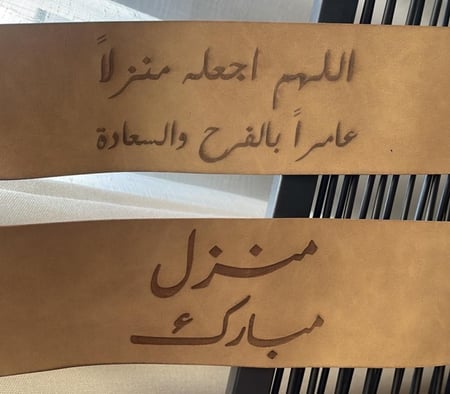 اللهم اجعله منزلاً
عامراً بالفرح والسعادة
منزل
مبارك